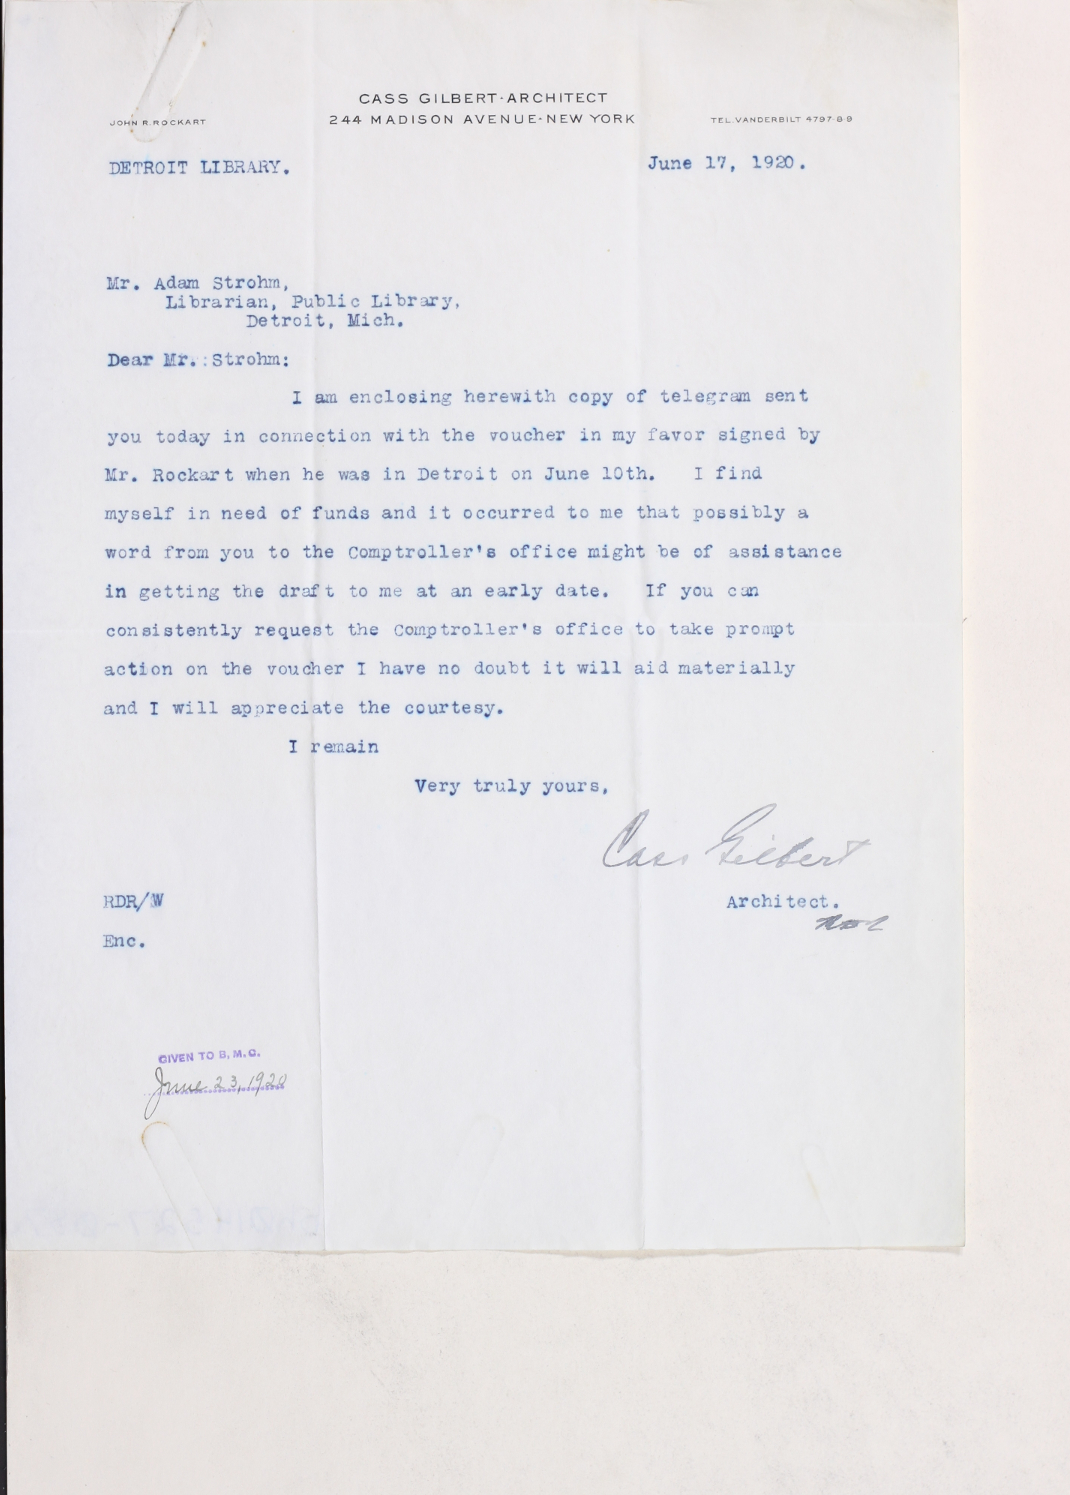 CASS GILBERT·ARCHITECT
JOHN R. ROCKART 244 MADISON AVENUE-NEW YORK TEL. VANDERBILT 4797-8-9
DETROIT LIBRARY. June 17, 1920.
Mr. Adam Strohm,
Librarian, Public Library,
Detroit, Mich.
Dear Mr. Strohm:
I am enclosing herewith copy of telegram sent
you today in connection with the voucher in my favor signed by
Mr. Rockart when he was in Detroit on June 10th. I find
myself in need of funds and it occurred to me that possibly a
word from you to the Comptroller's office might be of assistance
in getting the draft to me at an early date. If you can
consistently request the Comptroller's office to take prompt
action on the voucher I have no doubt it will aid materially
and I will appreciate the courtesy.
I remain
Very truly yours,
Cass Gilbert
RDR/W Architect.
Enc.
GIVEN TO B. M. C.
June 23, 1920